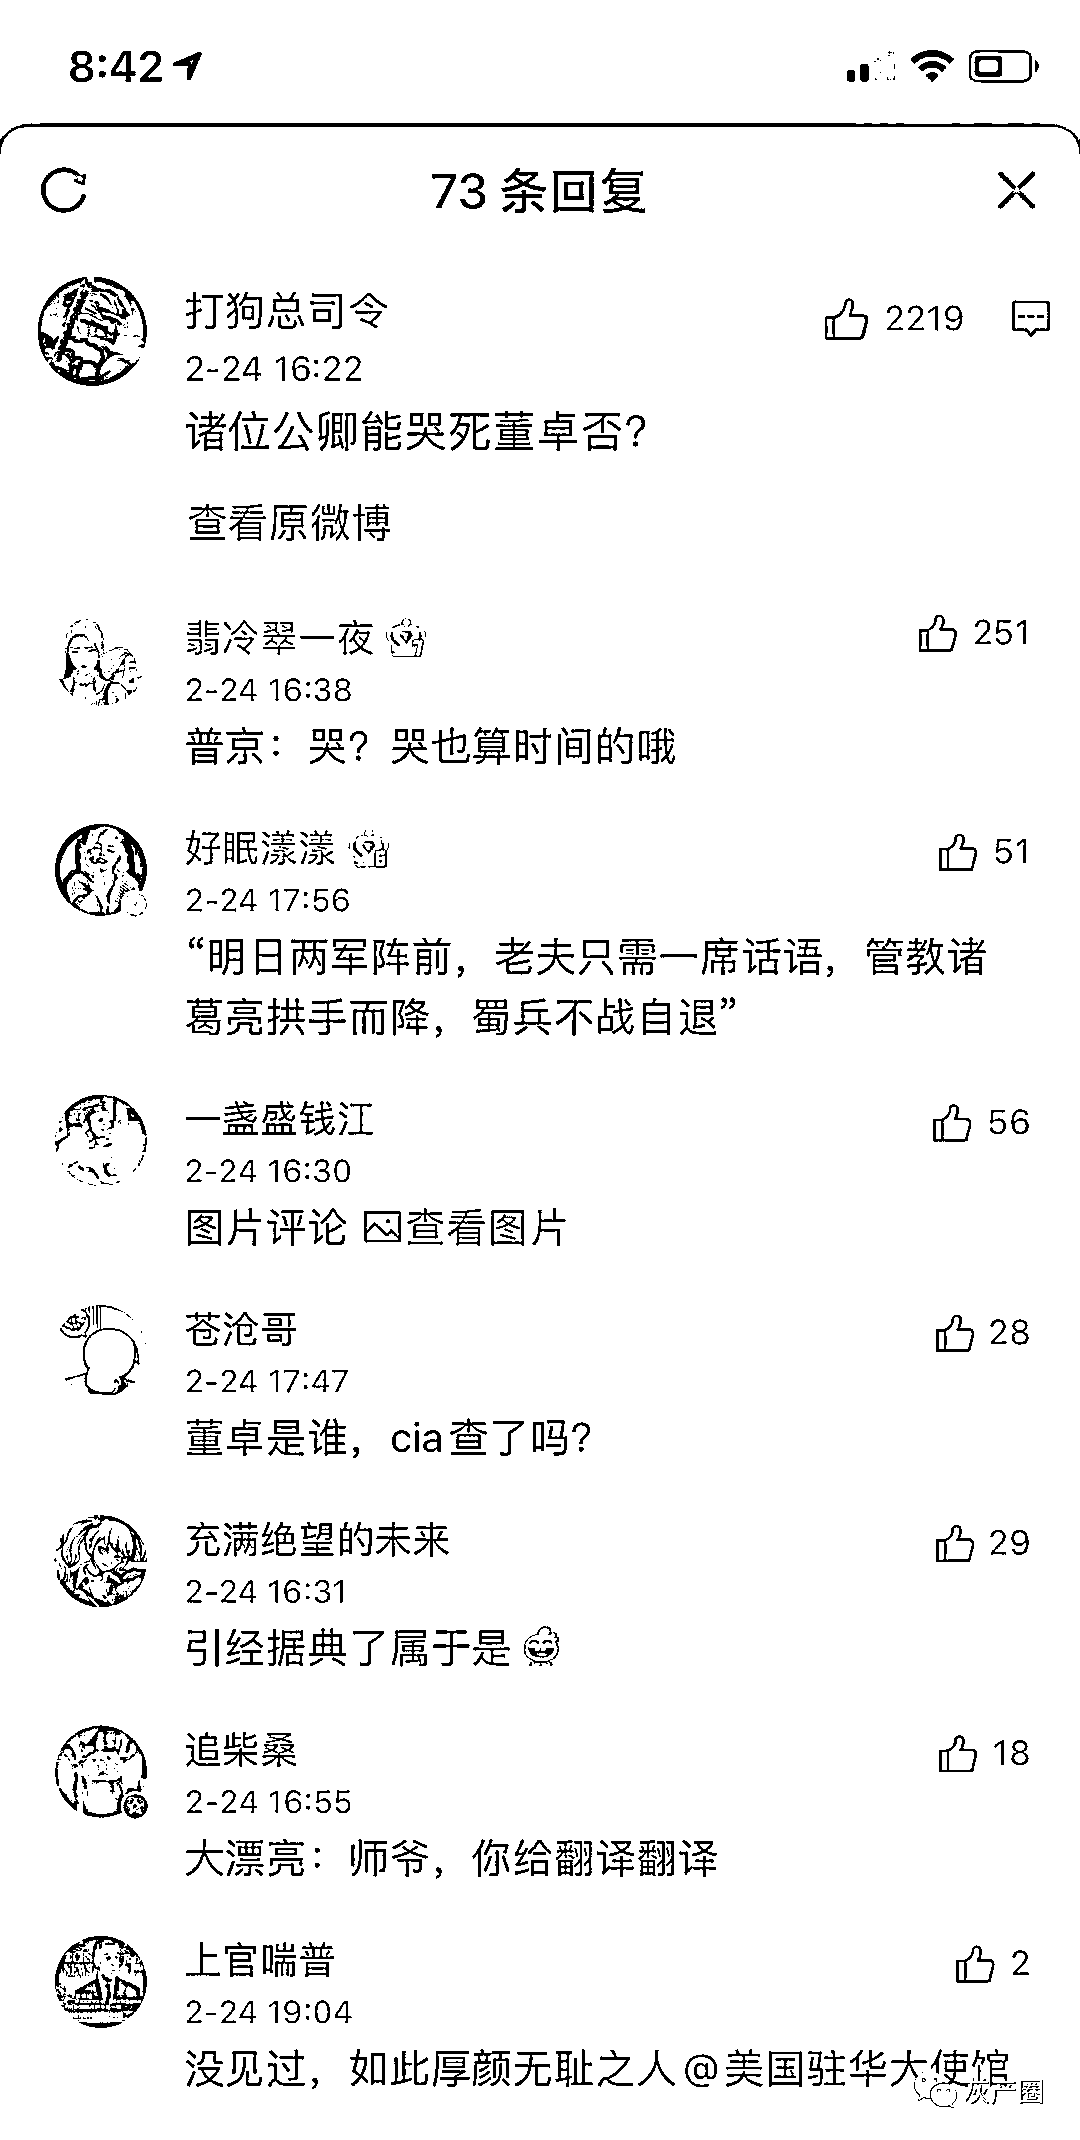 8:42
73 条回复
打狗总司令
2219
2-24 16:22
诸位公卿能哭死董卓否?
查看原微博
翡冷翠一夜
251
2-24 16:38
普京：哭？哭也算时间的哦
好眠漾漾
51
2-24 17:56
“明日两军阵前，老夫只需一席话语，管教诸
葛亮拱手而降，蜀兵不战自退”
一盏盛钱江
56
2-24 16:30
图片评论 查看图片
苍沧哥
28
2-24 17:47
董卓是谁，cia查了吗?
充满绝望的未来
29
2-24 16:31
引经据典了属于是
追柴桑
18
2-24 16:55
大漂亮：师爷，你给翻译翻译
上官喘普
2
2-24 19:04
没见过，如此厚颜无耻之人@美国驻华大使馆
灰产圈